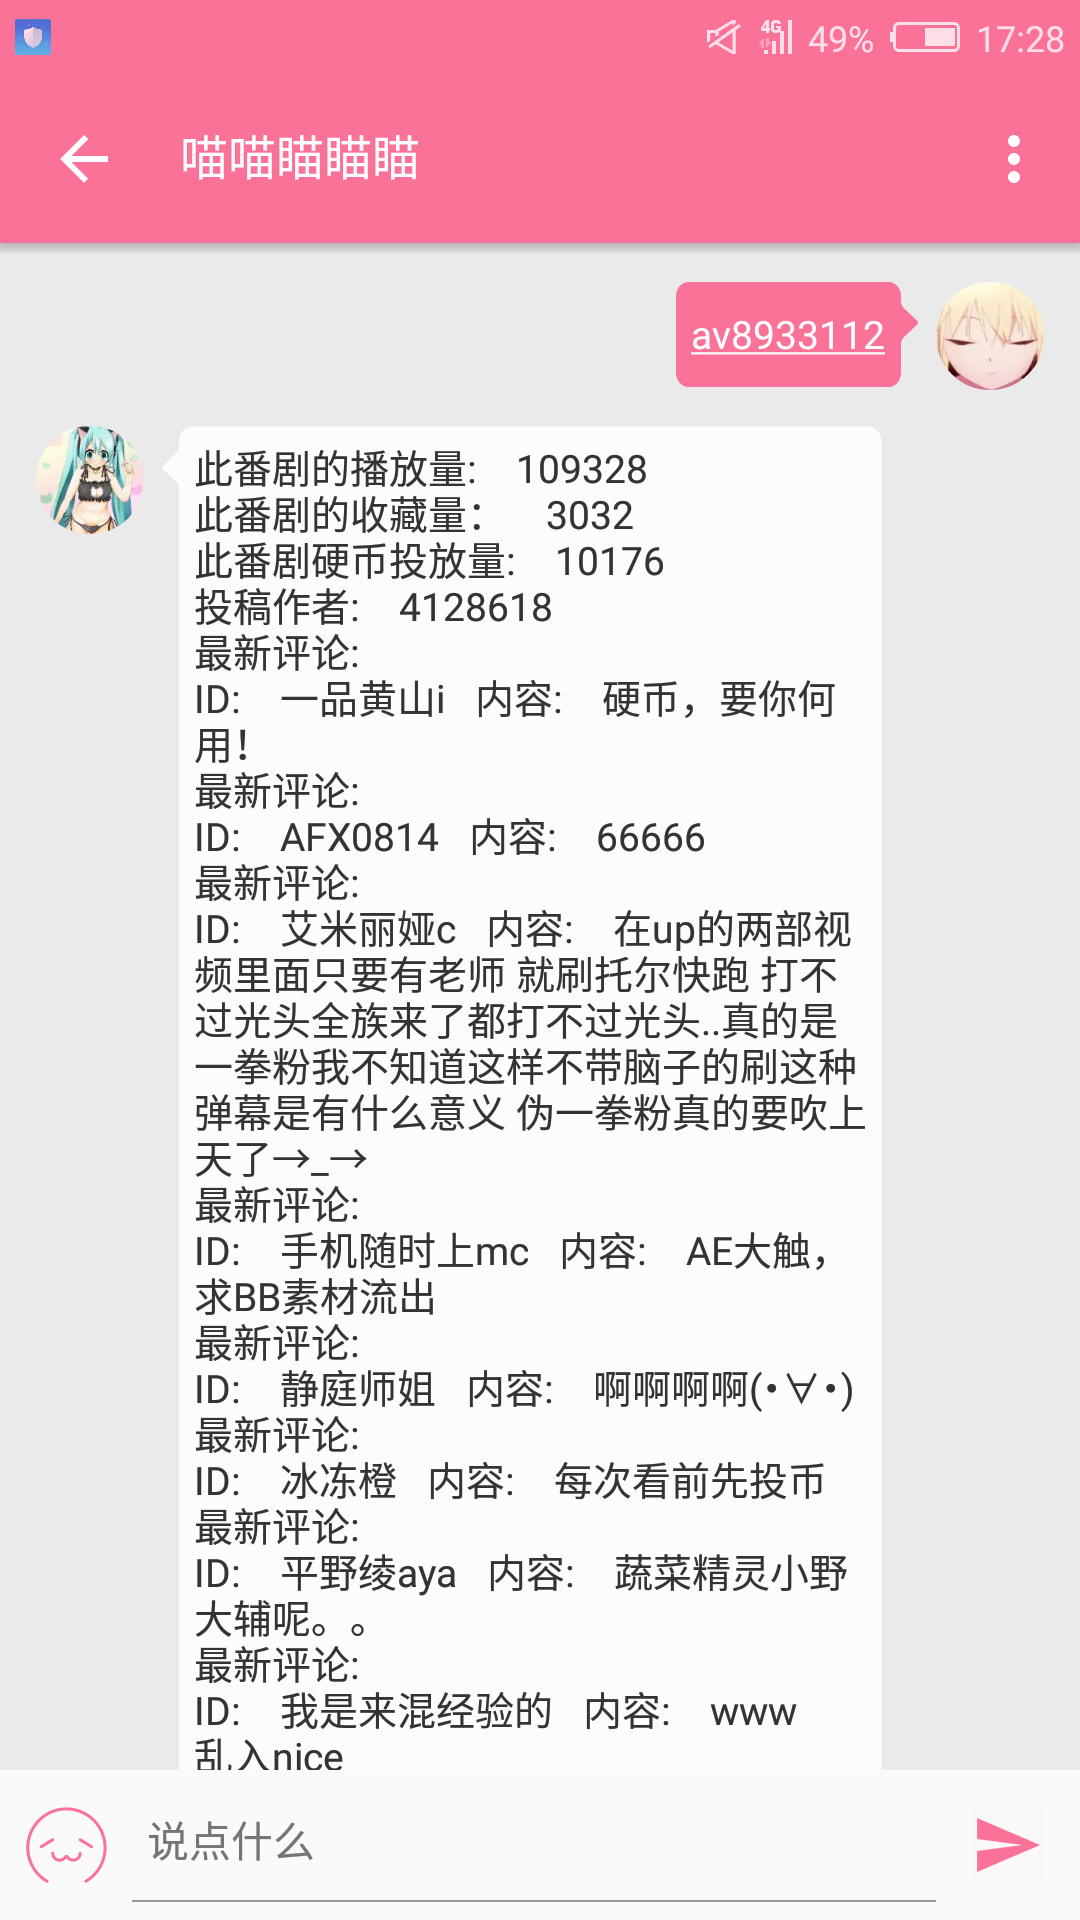 4G 49% 17:28
喵喵瞄瞄瞄
av8933112
此番剧的播放量: 109328
此番剧的收藏量： 3032
此番剧硬币投放量: 10176
投稿作者: 4128618
最新评论:
ID: 一品黄山i 内容: 硬币，要你何
用！
最新评论:
ID: AFX0814 内容: 66666
最新评论:
ID: 艾米丽娅c 内容: 在up的两部视
频里面只要有老师 就刷托尔快跑 打不
过光头全族来了都打不过光头..真的是
一拳粉我不知道这样不带脑子的刷这种
弹幕是有什么意义 伪一拳粉真的要吹上
天了→_→
最新评论:
ID: 手机随时上mc 内容: AE大触，
求BB素材流出
最新评论:
ID: 静庭师姐 内容: 啊啊啊啊(•∀•)
最新评论:
ID: 冰冻橙 内容: 每次看前先投币
最新评论:
ID: 平野绫aya 内容: 蔬菜精灵小野
大辅呢。。
最新评论:
ID: 我是来混经验的 内容: www
乱入nice
说点什么